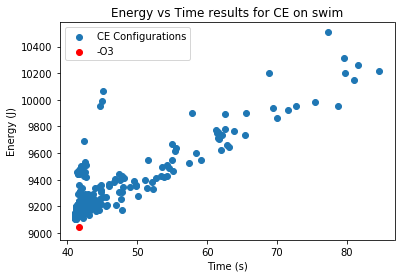 Energy vs Time results for CE on swim
CE Configurations
-O3
Energy (J)
10400
10200
10000
9800
9600
9400
9200
9000
40
50
60
70
80
Time (s)